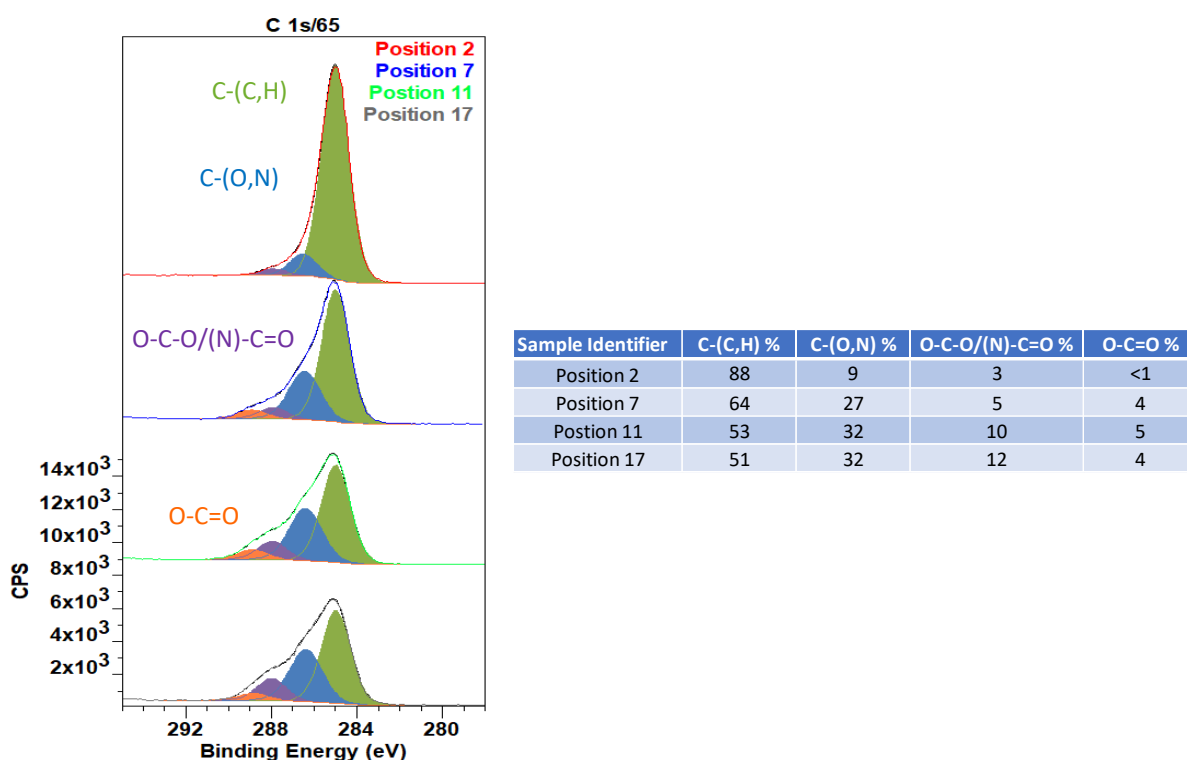 C 1s/65
Position 2
Position 7
Postion 11
Position 17
C-(C,H)
C-(O,N)
O-C-O/(N)-C=O
O-C=O
14x10³
12x10³
10x10³
8x10³
6x10³
4x10³
2x10³
CPS
292 288 284 280
Binding Energy (eV)
Sample Identifier C-(C,H) % C-(O,N) % O-C-O/(N)-C=O % O-C=O %
Position 2 88 9 3 <1
Position 7 64 27 5 4
Postion 11 53 32 10 5
Position 17 51 32 12 4